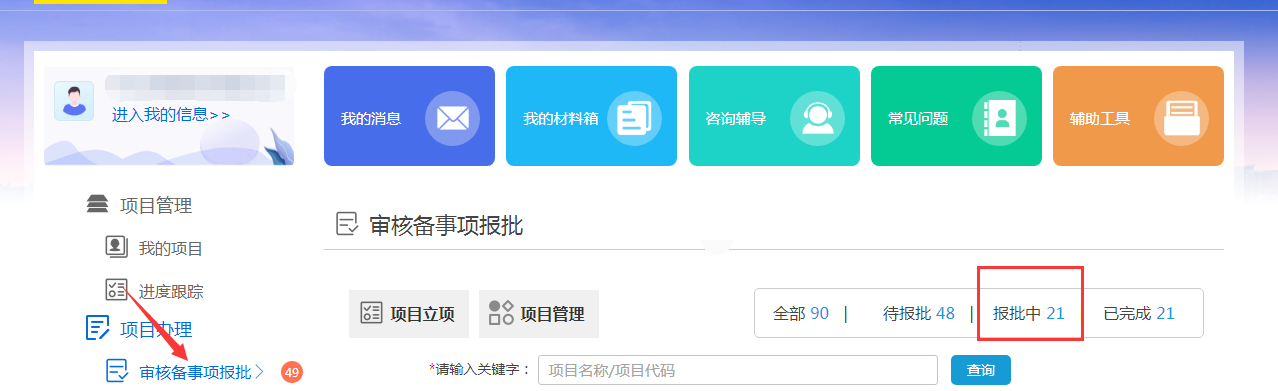 进入我的信息>>
我的消息
我的材料箱
咨询辅导
常见问题
辅助工具
项目管理
我的项目
进度跟踪
项目办理
审核备事项报批 49
审核备事项报批
项目立项
项目管理
全部 90 | 待报批 48 | 报批中 21 已完成 21
*请输入关键字： 项目名称/项目代码 查询